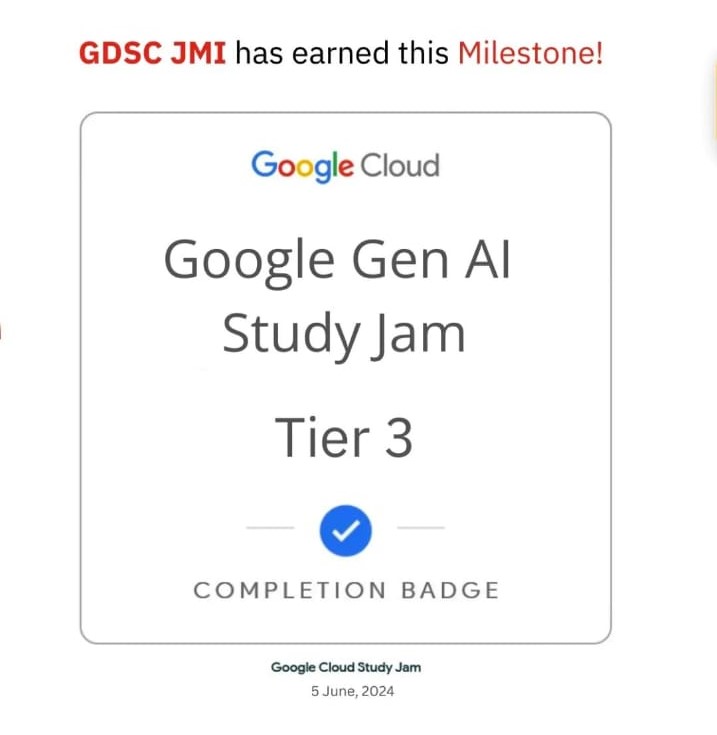 GDSC JMI has earned this Milestone!
Google Cloud
Google Gen AI
Study Jam
Tier 3
COMPLETION BADGE
Google Cloud Study Jam
5 June, 2024